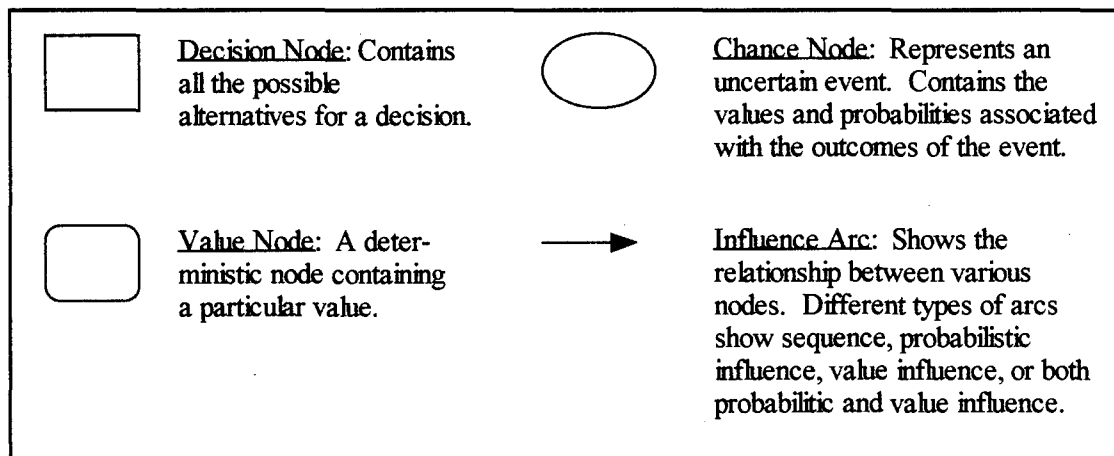 Decision Node: Contains
all the possible
alternatives for a decision.
Chance Node: Represents an
uncertain event. Contains the
values and probabilities associated
with the outcomes of the event.
Value Node: A deter-
ministic node containing
a particular value.
Influence Arc: Shows the
relationship between various
nodes. Different types of arcs
show sequence, probabilistic
influence, value influence, or both
probabilitic and value influence.